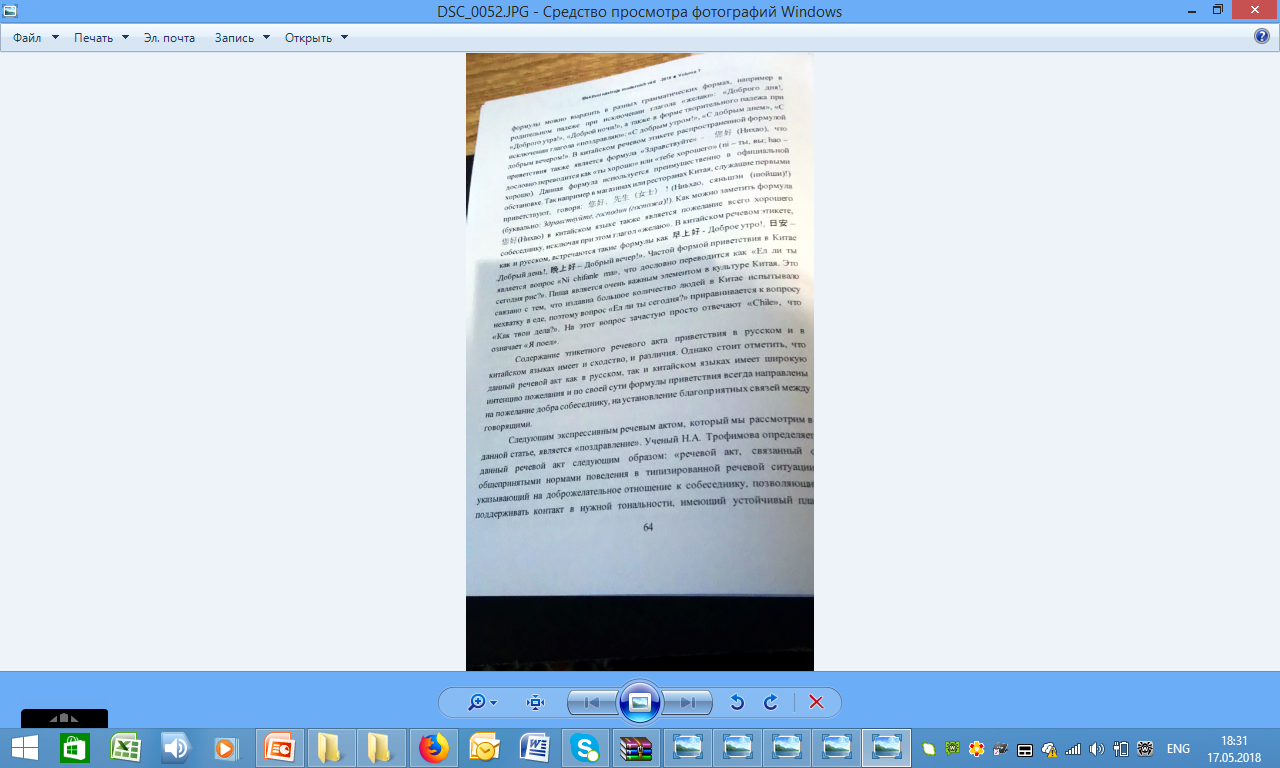 DSC_0052.JPG - Средство просмотра фотографий Windows
Файл Печать Эл. почта Запись Открыть
2018 Volume 7
формулы можно выразить в разных грамматических формах, например в
родительном падеже при исключении глагола «желаю»: «Доброго дня!,
«Доброго утра!», «Доброй ночи!», а также в форме творительного падежа при
исключении глагола «поздравляю»: «С добрым утром!», «С добрым днем», «С
добрым вечером!». В китайском речевом этикете распространенной формулой
приветствия также является формула «Здравствуйте» - 您好 (Нихао), что
дословно переводится как «ты хорошо» или «тебе хорошего» (ni – ты, вы; hao –
хорошо). Данная формула используется преимущественно в официальной
обстановке. Так например в магазинах или ресторанах Китая, служащие первыми
приветствуют, говоря: 您好，先生（女士）! (Ниьхао, сяньшэн (нюйши)!)
(буквально: Здравствуйте, господин (госпожа)!). Как можно заметить формула
您好(Нихао) в китайском языке также является пожелание всего хорошего
собеседнику, исключая при этом глагол «желаю». В китайском речевом этикете,
как и русском, встречаются такие формулы как 早上好 - Доброе утро!, 日安 –
Добрый день!, 晚上好 – Добрый вечер!». Частой формой приветствия в Китае
является вопрос «Ni chifanle ma», что дословно переводится как «Ел ли ты
сегодня рис?». Пища является очень важным элементом в культуре Китая. Это
связано с тем, что издавна большое количество людей в Китае испытывало
нехватку в еде, поэтому вопрос «Ел ли ты сегодня?» приравнивается к вопросу
«Как твои дела?». На этот вопрос зачастую просто отвечают «Chile», что
означает «Я поел».
Содержание этикетного речевого акта приветствия в русском и в
китайском языках имеет и сходство, и различия. Однако стоит отметить, что
данный речевой акт как в русском, так и китайском языках имеет широкую
интенцию пожелания и по своей сути формулы приветствия всегда направлены
на пожелание добра собеседнику, на установление благоприятных связей между
говорящими.
Следующим экспрессивным речевым актом, который мы рассмотрим в
данной статье, является «поздравление». Ученый Н.А. Трофимова определяет
данный речевой акт следующим образом: «речевой акт, связанный с
общепринятыми нормами поведения в типизированной речевой ситуации
указывающий на доброжелательное отношение к собеседнику, позволяющи
поддерживать контакт в нужной тональности, имеющий устойчивый пла
64
ENG
18:31
17.05.2018